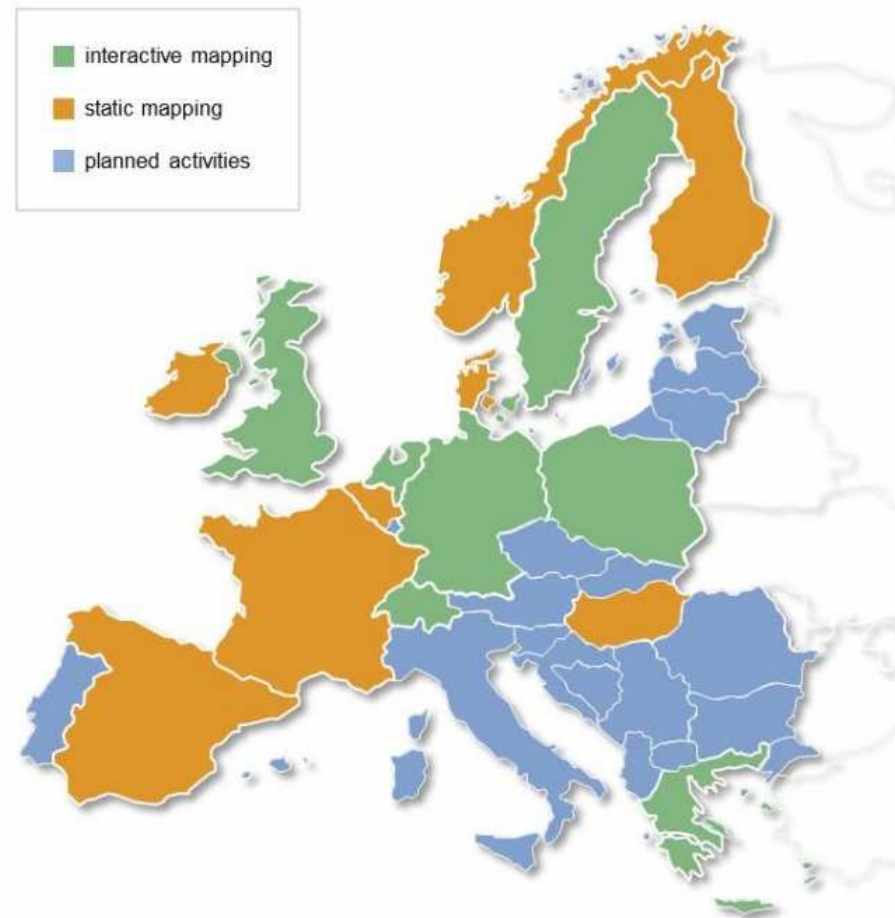 interactive mapping
static mapping
planned activities